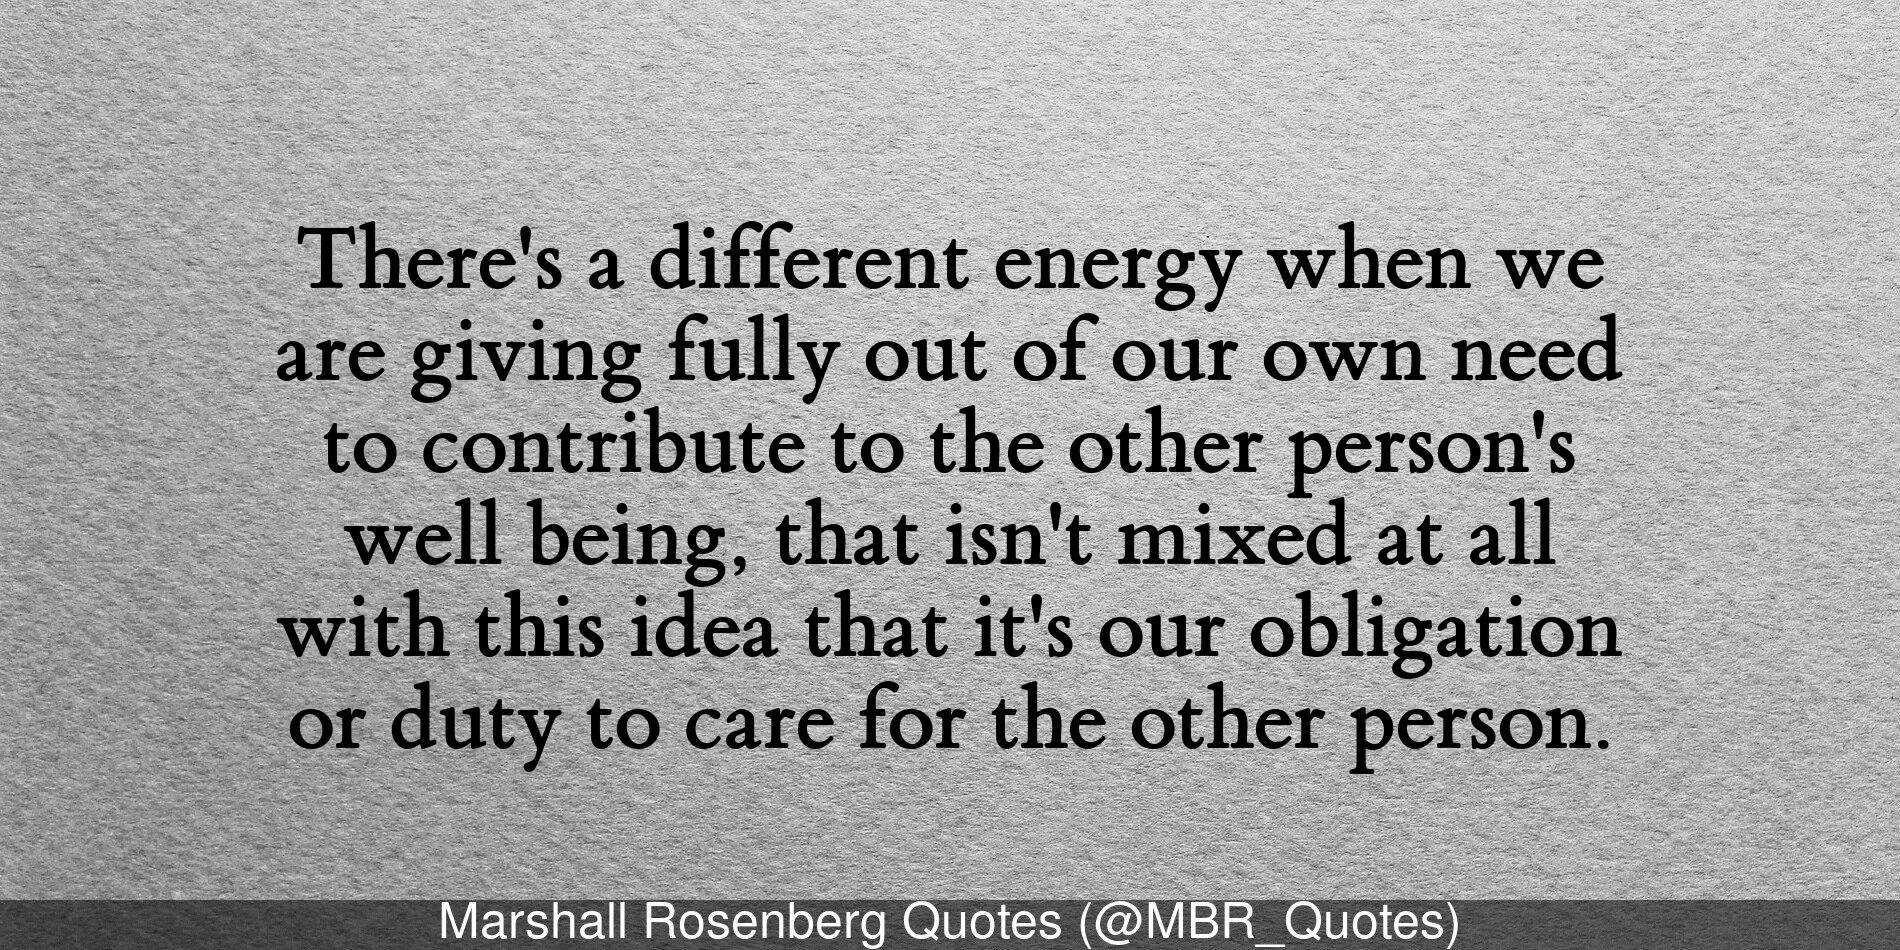 There's a different energy when we
are giving fully out of our own need
to contribute to the other person's
well being, that isn't mixed at all
with this idea that it's our obligation
or duty to care for the other person.
Marshall Rosenberg Quotes (@MBR_Quotes)